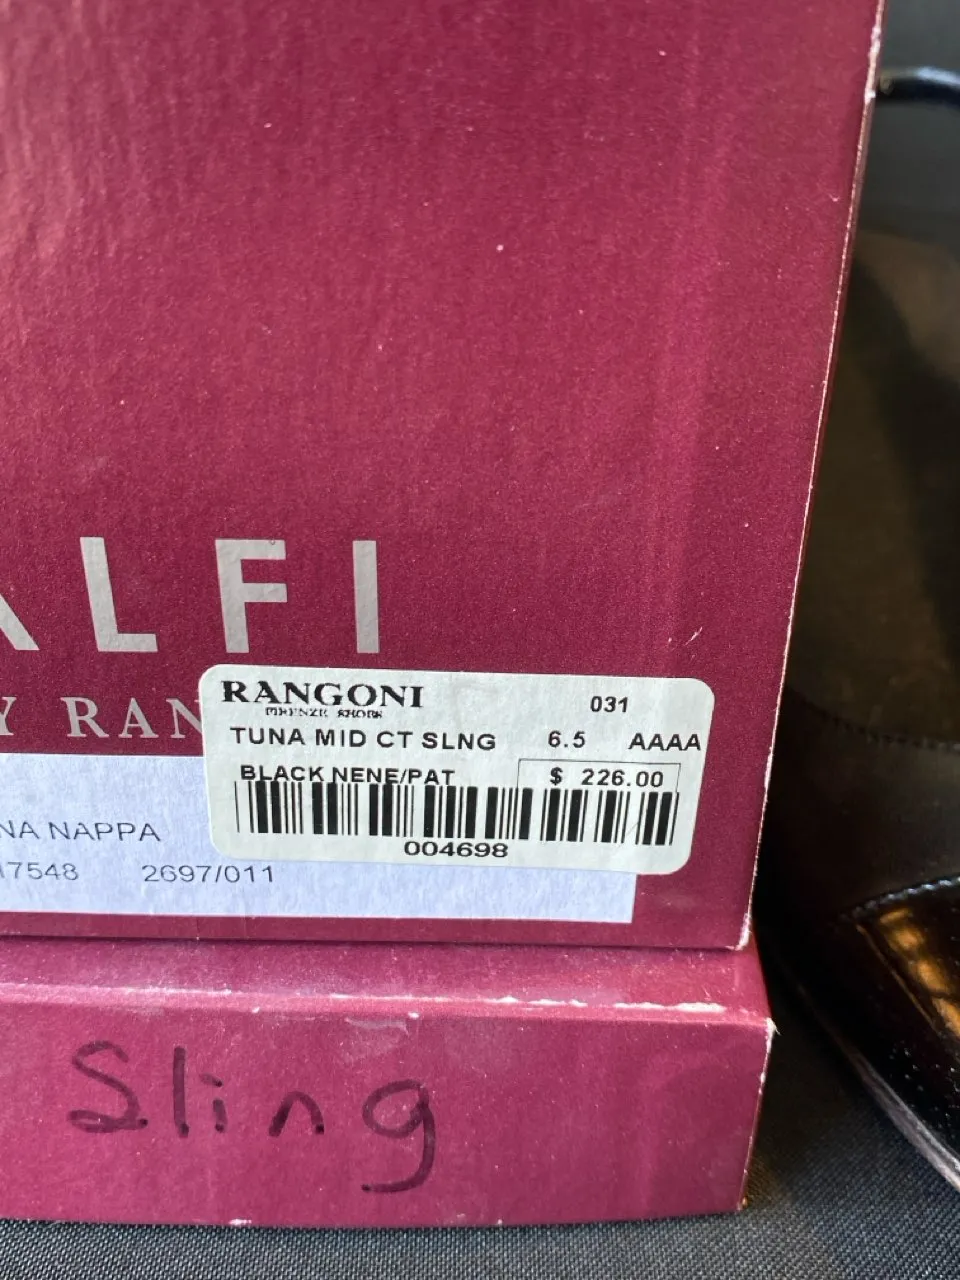 ALFI
Y RAN
RANGONI
FIRENZE SHOES
031
TUNA MID CT SLNG 6.5 AAAA
BLACK NENE/PAT $ 226.00
004698
NA NAPPA
17548 2697/011
Sling